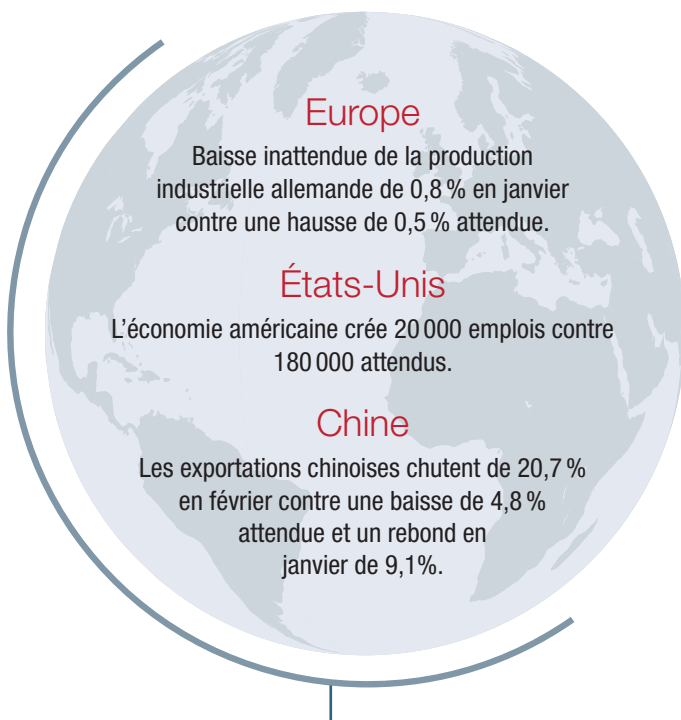 Europe
Baisse inattendue de la production
industrielle allemande de 0,8 % en janvier
contre une hausse de 0,5 % attendue.
États-Unis
L'économie américaine crée 20 000 emplois contre
180 000 attendus.
Chine
Les exportations chinoises chutent de 20,7 %
en février contre une baisse de 4,8 %
attendue et un rebond en
janvier de 9,1%.